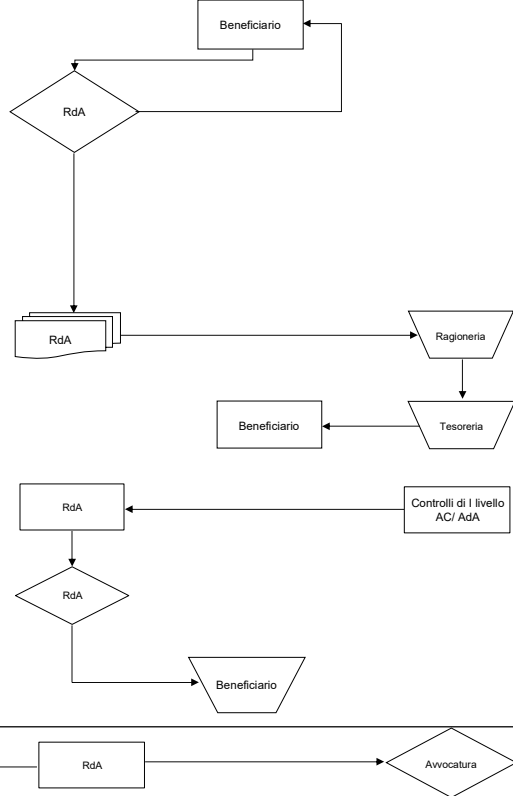 Beneficiario
RdA
RdA
Ragioneria
Beneficiario
Tesoreria
RdA
Controlli di I livello
AC/ AdA
RdA
Beneficiario
RdA
Avvocatura